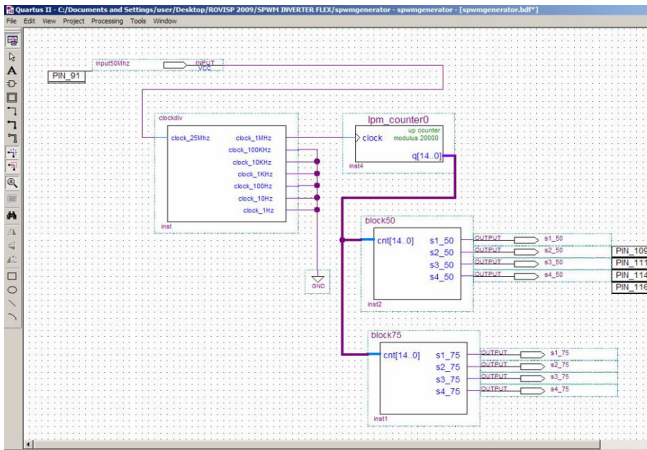 Quartus II - C:/Documents and Settings/user/Desktop/ROVISP 2009/SPWM INVERTER FLEX/spwmgenerator - spwmgenerator - [spwmgenerator.bdf*]
File Edit View Project Processing Tools Window
input50Mhz INPUT
VCC
PIN_91
clockdiv
clock_25Mhz clock_1MHz
clock_100KHz
clock_10KHz
clock_1KHz
clock_100Hz
clock_10Hz
clock_1Hz
inst
lpm_counter0
up counter
clock modulus 20000
q[14..0]
inst4
GND
block50
cnt[14..0] s1_50 OUTPUT s1_50
s2_50 OUTPUT s2_50 PIN_109
s3_50 OUTPUT s3_50 PIN_111
s4_50 OUTPUT s4_50 PIN_114
PIN_116
inst2
block75
cnt[14..0] s1_75 OUTPUT s1_75
s2_75 OUTPUT s2_75
s3_75 OUTPUT s3_75
s4_75 OUTPUT s4_75
inst1